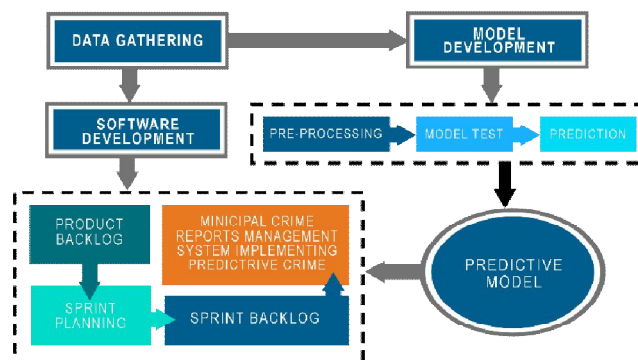 DATA GATHERING
MODEL
DEVELOPMENT
SOFTWARE
DEVELOPMENT
PRE-PROCESSING
MODEL TEST
PREDICTION
PRODUCT
BACKLOG
MINICIPAL CRIME
REPORTS MANAGEMENT
SYSTEM IMPLEMENTING
PREDICTRIVE CRIME
SPRINT
PLANNING
SPRINT BACKLOG
PREDICTIVE
MODEL